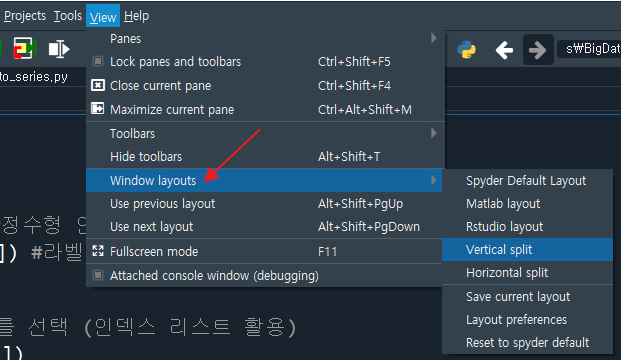 Projects Tools View Help
s\BigDat
to_series.py
Panes
Lock panes and toolbars Ctrl+Shift+F5
Close current pane Ctrl+Shift+F4
Maximize current pane Ctrl+Alt+Shift+M
Toolbars
Hide toolbars Alt+Shift+T
Window layouts
Use previous layout Alt+Shift+PgUp
Use next layout Alt+Shift+PgDown
Fullscreen mode F11
Attached console window (debugging)
Spyder Default Layout
Matlab layout
Rstudio layout
Vertical split
Horizontal split
Save current layout
Layout preferences
Reset to spyder default
정수형 인
]) #라벨
를 선택 (인덱스 리스트 활용)
])